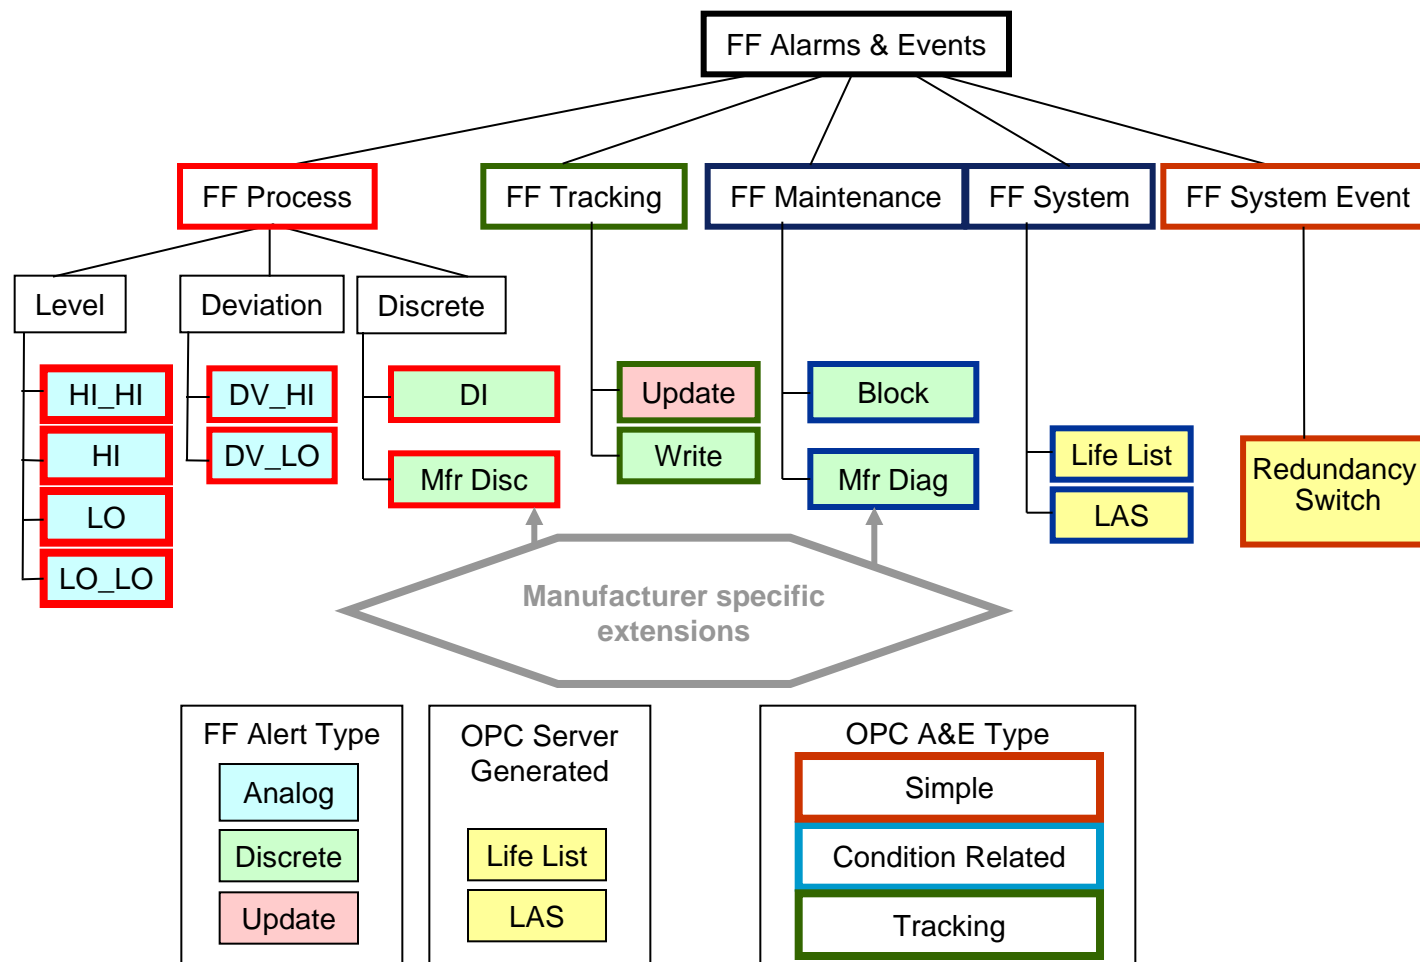 FF Alarms & Events
FF Process
FF Tracking
FF Maintenance
FF System
FF System Event
Level
Deviation
Discrete
HI_HI
HI
LO
LO_LO
DV_HI
DV_LO
DI
Mfr Disc
Update
Write
Block
Mfr Diag
Life List
LAS
Redundancy
Switch
Manufacturer specific
extensions
FF Alert Type
Analog
Discrete
Update
OPC Server
Generated
Life List
LAS
OPC A&E Type
Simple
Condition Related
Tracking